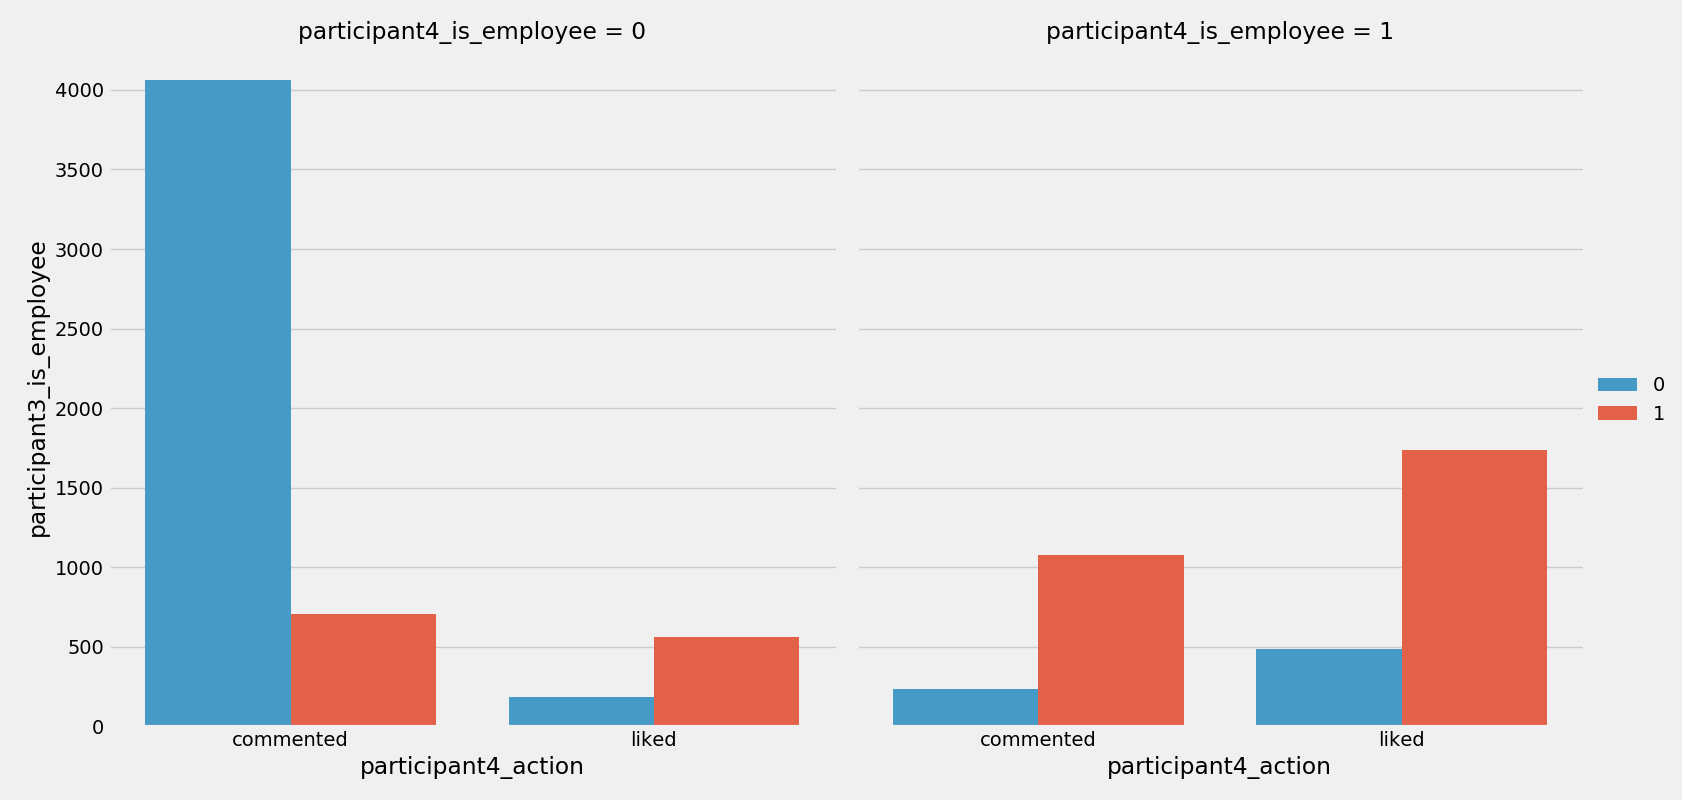 participant4_is_employee = 0
participant4_is_employee = 1
participant3_is_employee
4000
3500
3000
2500
2000
1500
1000
500
0
commented
liked
commented
liked
participant4_action
participant4_action
0
1